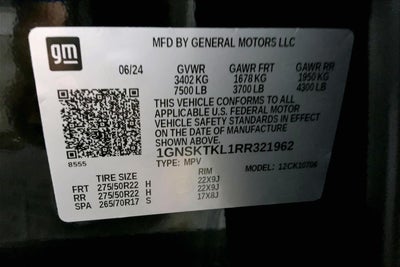 gm
MFD BY GENERAL MOTORS LLC
06/24 GVWR GAWR FRT GAWR RR
3402 KG 1678 KG 1950 KG
7500 LB 3700 LB 4300 LB
THIS VEHICLE CONFORMS TO ALL
APPLICABLE U.S. FEDERAL MOTOR
VEHICLE SAFETY STANDARDS IN EFFECT
ON THE DATE OF MANUFACTURE
SHOWN ABOVE.
1GNSKTKL1RR321962
8555 TYPE: MPV MODEL: 12CK10706
TIRE SIZE RIM
FRT 275/50R22 H 22X9J
RR 275/50R22 H 22X9J
SPA 265/70R17 S 17X8J